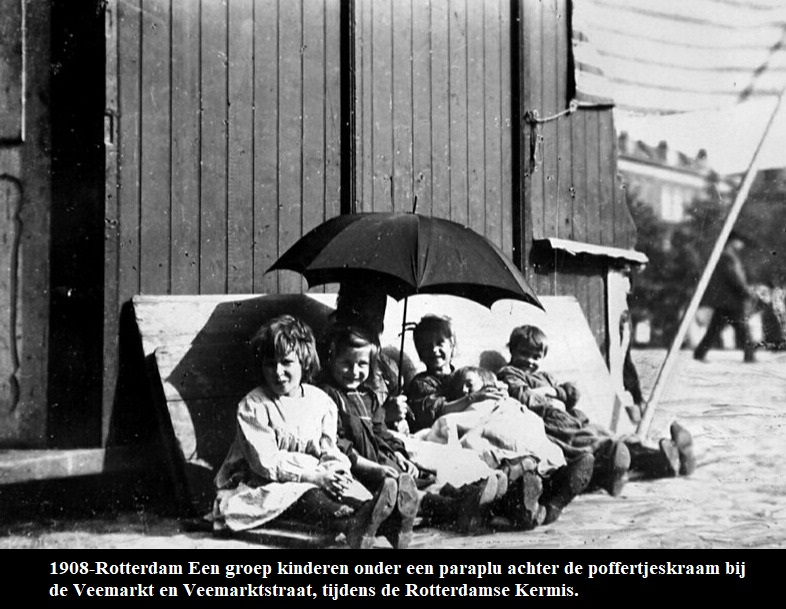 1908-Rotterdam Een groep kinderen onder een paraplu achter de poffertjeskraam bij
de Veemarkt en Veemarktstraat, tijdens de Rotterdamse Kermis.